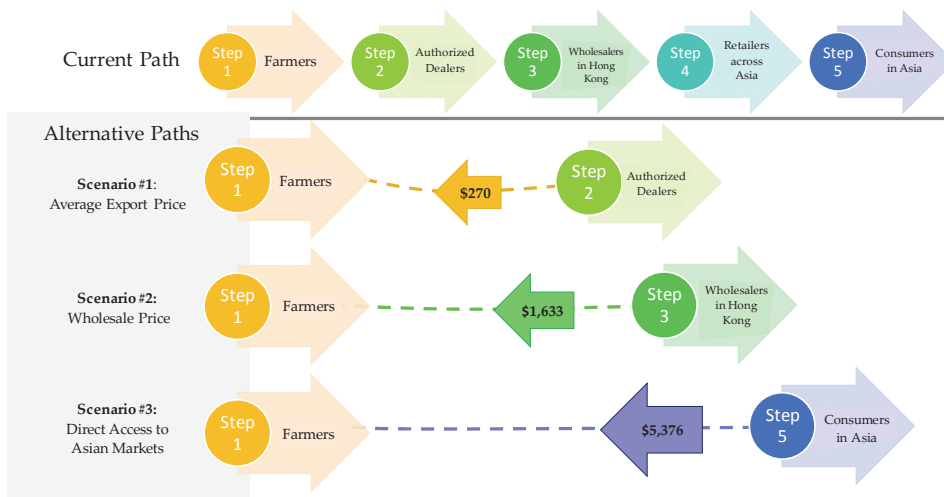 Current Path
Step
1
Farmers
Step
2
Authorized
Dealers
Step
3
Wholesalers
in Hong
Kong
Step
4
Retailers
across
Asia
Step
5
Consumers
in Asia
Alternative Paths
Scenario #1:
Average Export Price
Step
1
Farmers
$270
Step
2
Authorized
Dealers
Scenario #2:
Wholesale Price
Step
1
Farmers
$1,633
Step
3
Wholesalers
in Hong
Kong
Scenario #3:
Direct Access to
Asian Markets
Step
1
Farmers
$5,376
Step
5
Consumers
in Asia